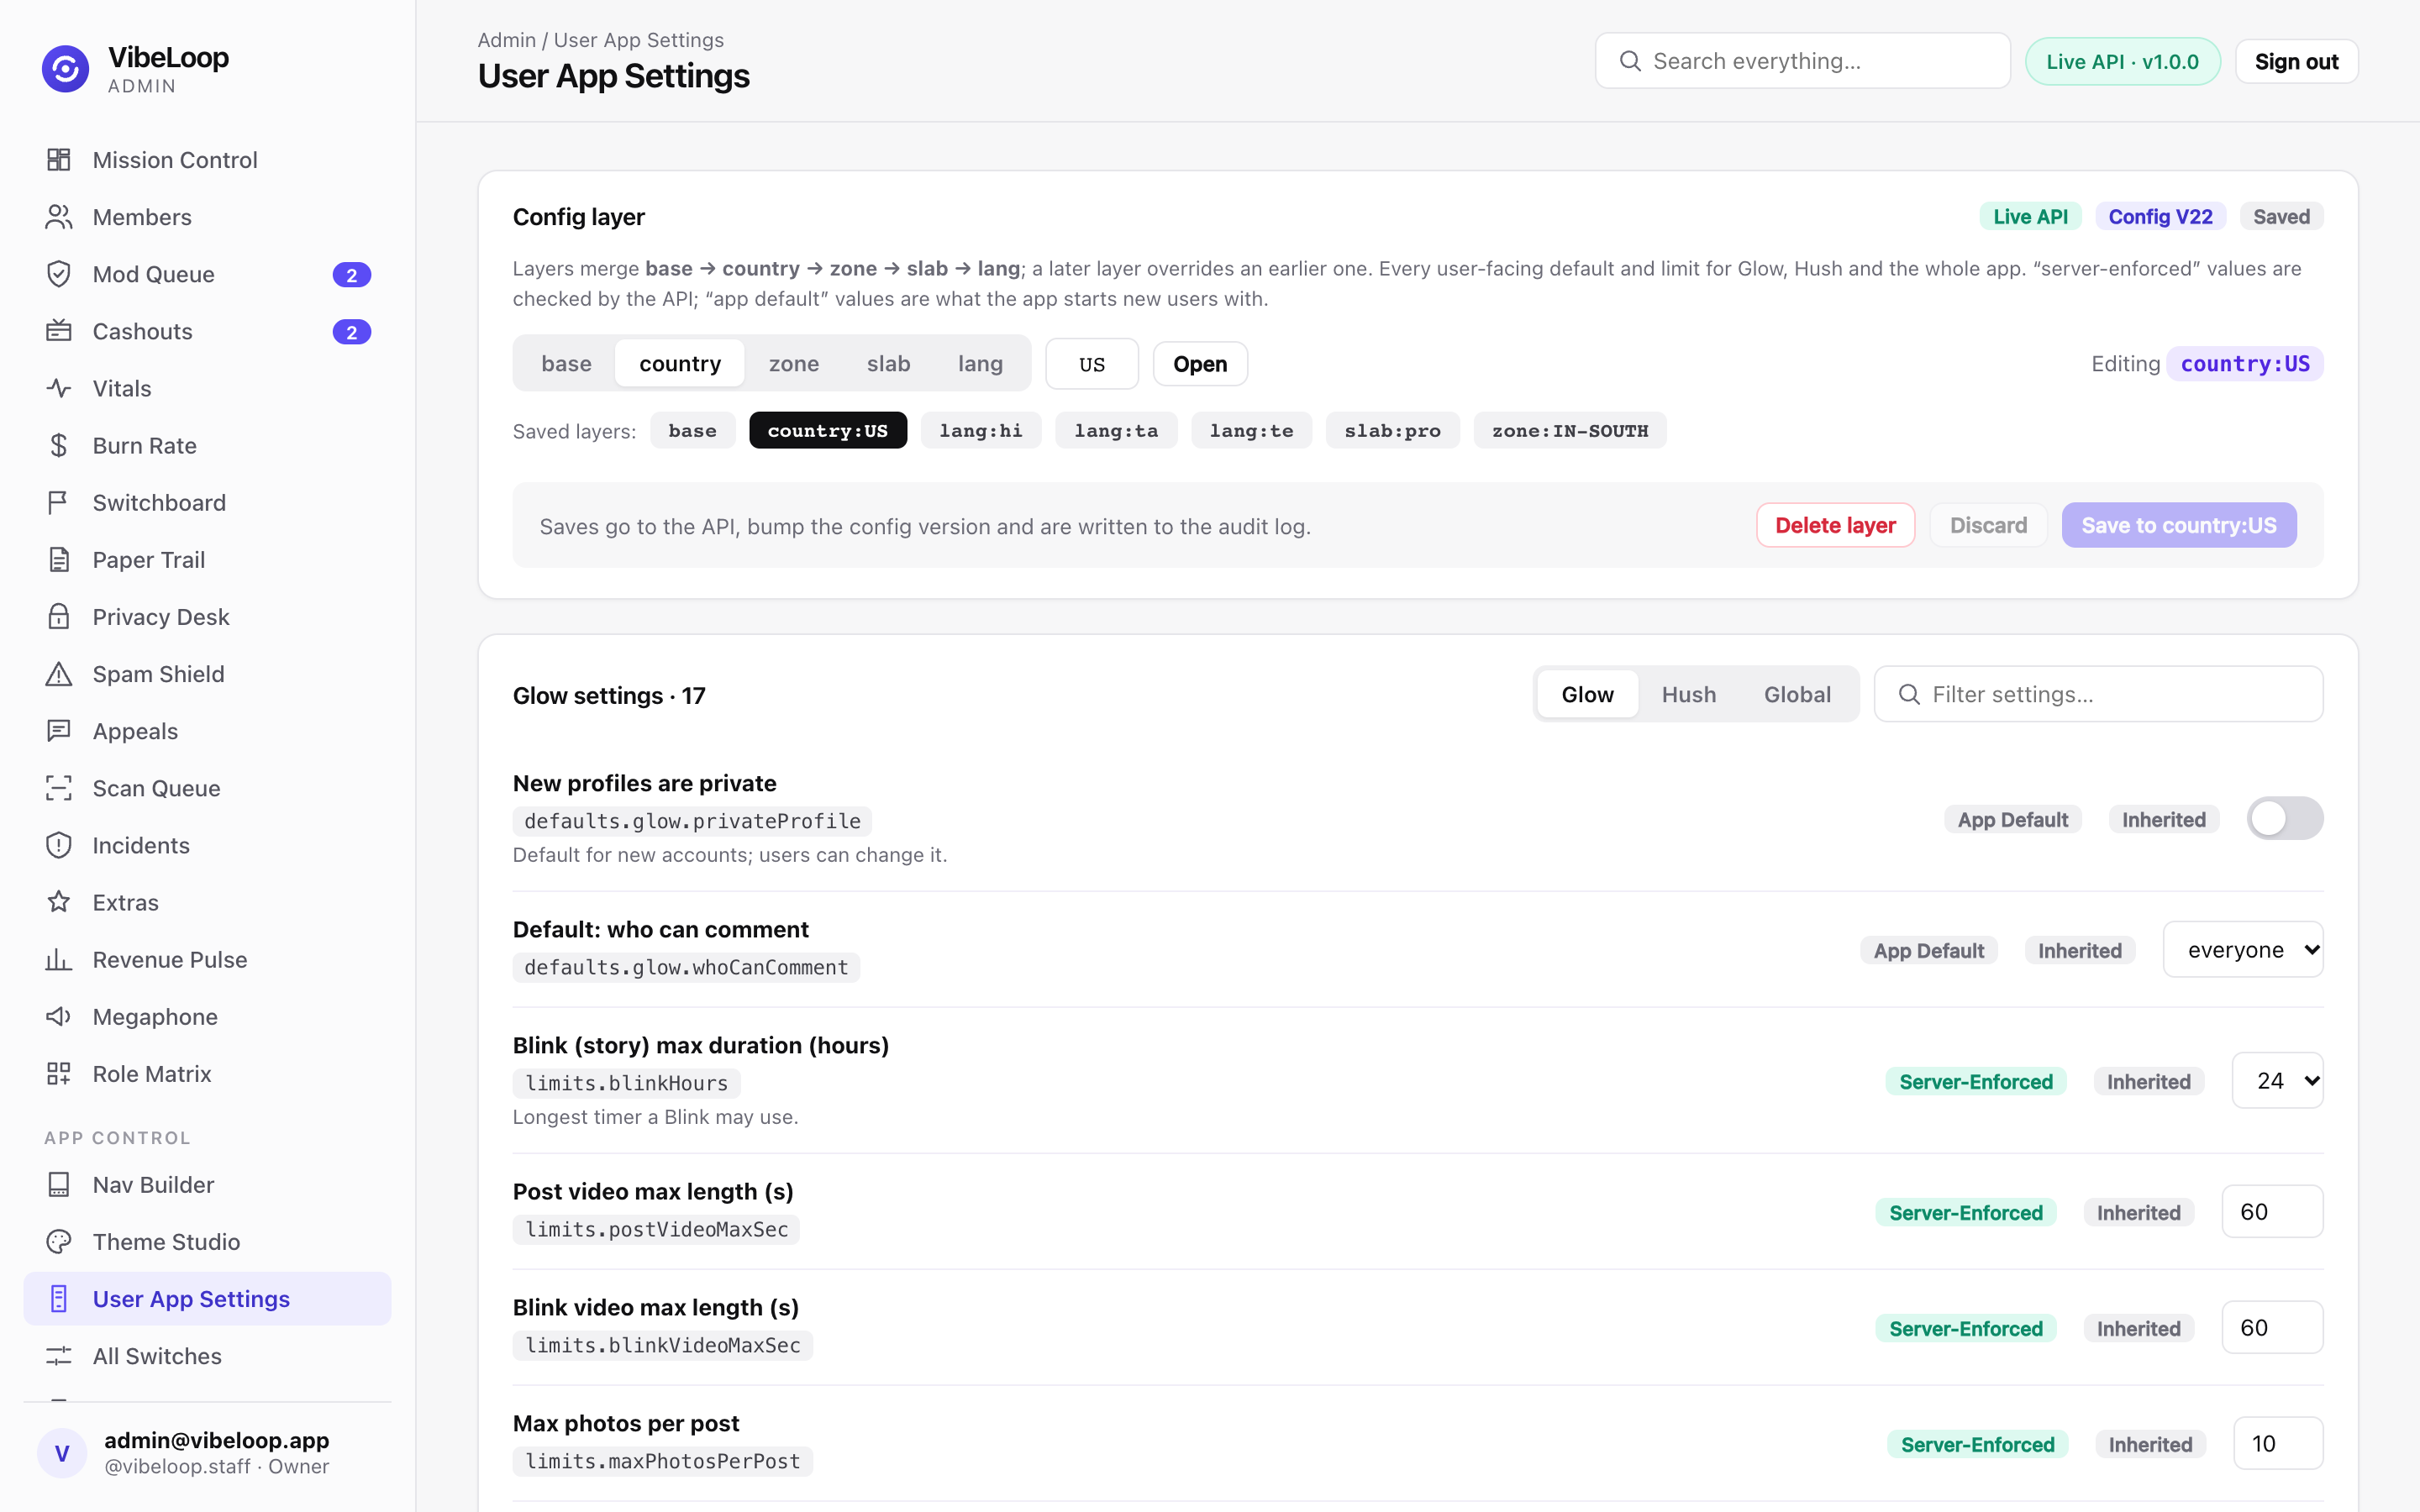 VibeLoop
ADMIN
Mission Control
Members
Mod Queue 2
Cashouts 2
Vitals
Burn Rate
Switchboard
Paper Trail
Privacy Desk
Spam Shield
Appeals
Scan Queue
Incidents
Extras
Revenue Pulse
Megaphone
Role Matrix
APP CONTROL
Nav Builder
Theme Studio
User App Settings
All Switches
V
admin@vibeloop.app
@vibeloop.staff · Owner
Admin / User App Settings
User App Settings
Search everything...
Live API · v1.0.0
Sign out
Config layer
Live API Config V22 Saved
Layers merge base → country → zone → slab → lang; a later layer overrides an earlier one. Every user-facing default and limit for Glow, Hush and the whole app. “server-enforced” values are
checked by the API; “app default” values are what the app starts new users with.
base country zone slab lang US Open Editing country:US
Saved layers: base country:US lang:hi lang:ta lang:te slab:pro zone:IN-SOUTH
Saves go to the API, bump the config version and are written to the audit log. Delete layer Discard Save to country:US
Glow settings · 17 Glow Hush Global Filter settings...
New profiles are private
defaults.glow.privateProfile App Default Inherited
Default for new accounts; users can change it.
Default: who can comment
defaults.glow.whoCanComment App Default Inherited everyone
Blink (story) max duration (hours)
limits.blinkHours Server-Enforced Inherited 24
Longest timer a Blink may use.
Post video max length (s)
limits.postVideoMaxSec Server-Enforced Inherited 60
Blink video max length (s)
limits.blinkVideoMaxSec Server-Enforced Inherited 60
Max photos per post
limits.maxPhotosPerPost Server-Enforced Inherited 10